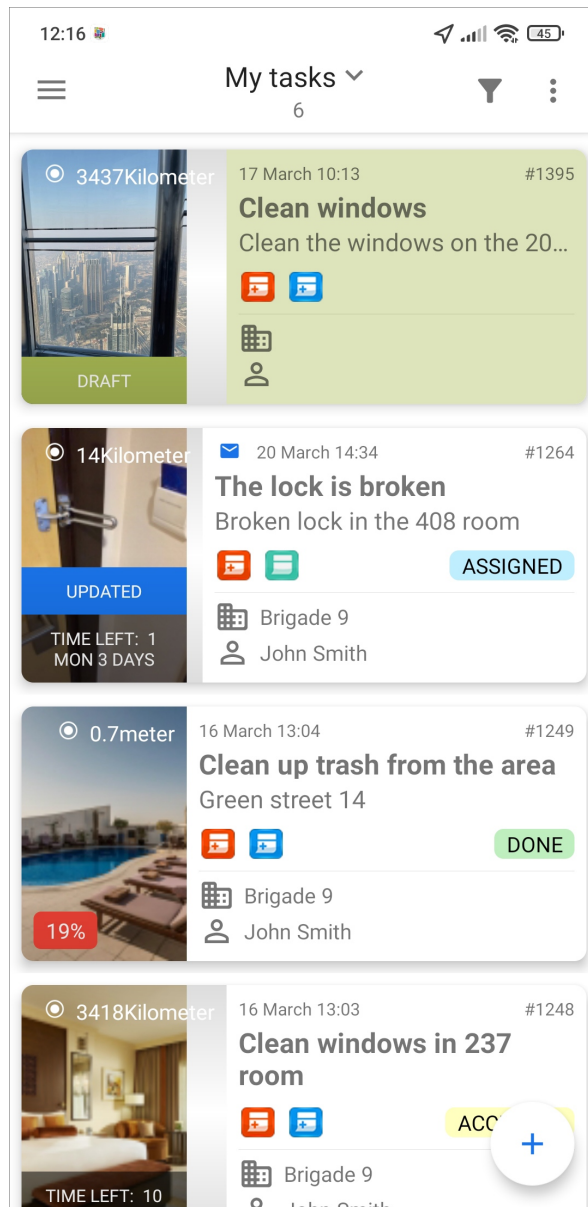 12:16
45
My tasks
6
3437Kilometer
17 March 10:13
#1395
Clean windows
Clean the windows on the 20...
DRAFT
14Kilometer
20 March 14:34
#1264
The lock is broken
Broken lock in the 408 room
ASSIGNED
UPDATED
Brigade 9
TIME LEFT: 1
MON 3 DAYS
John Smith
0.7meter
16 March 13:04
#1249
Clean up trash from the area
Green street 14
DONE
Brigade 9
19%
John Smith
3418Kilometer
16 March 13:03
#1248
Clean windows in 237
room
Brigade 9
TIME LEFT: 10
John Smith